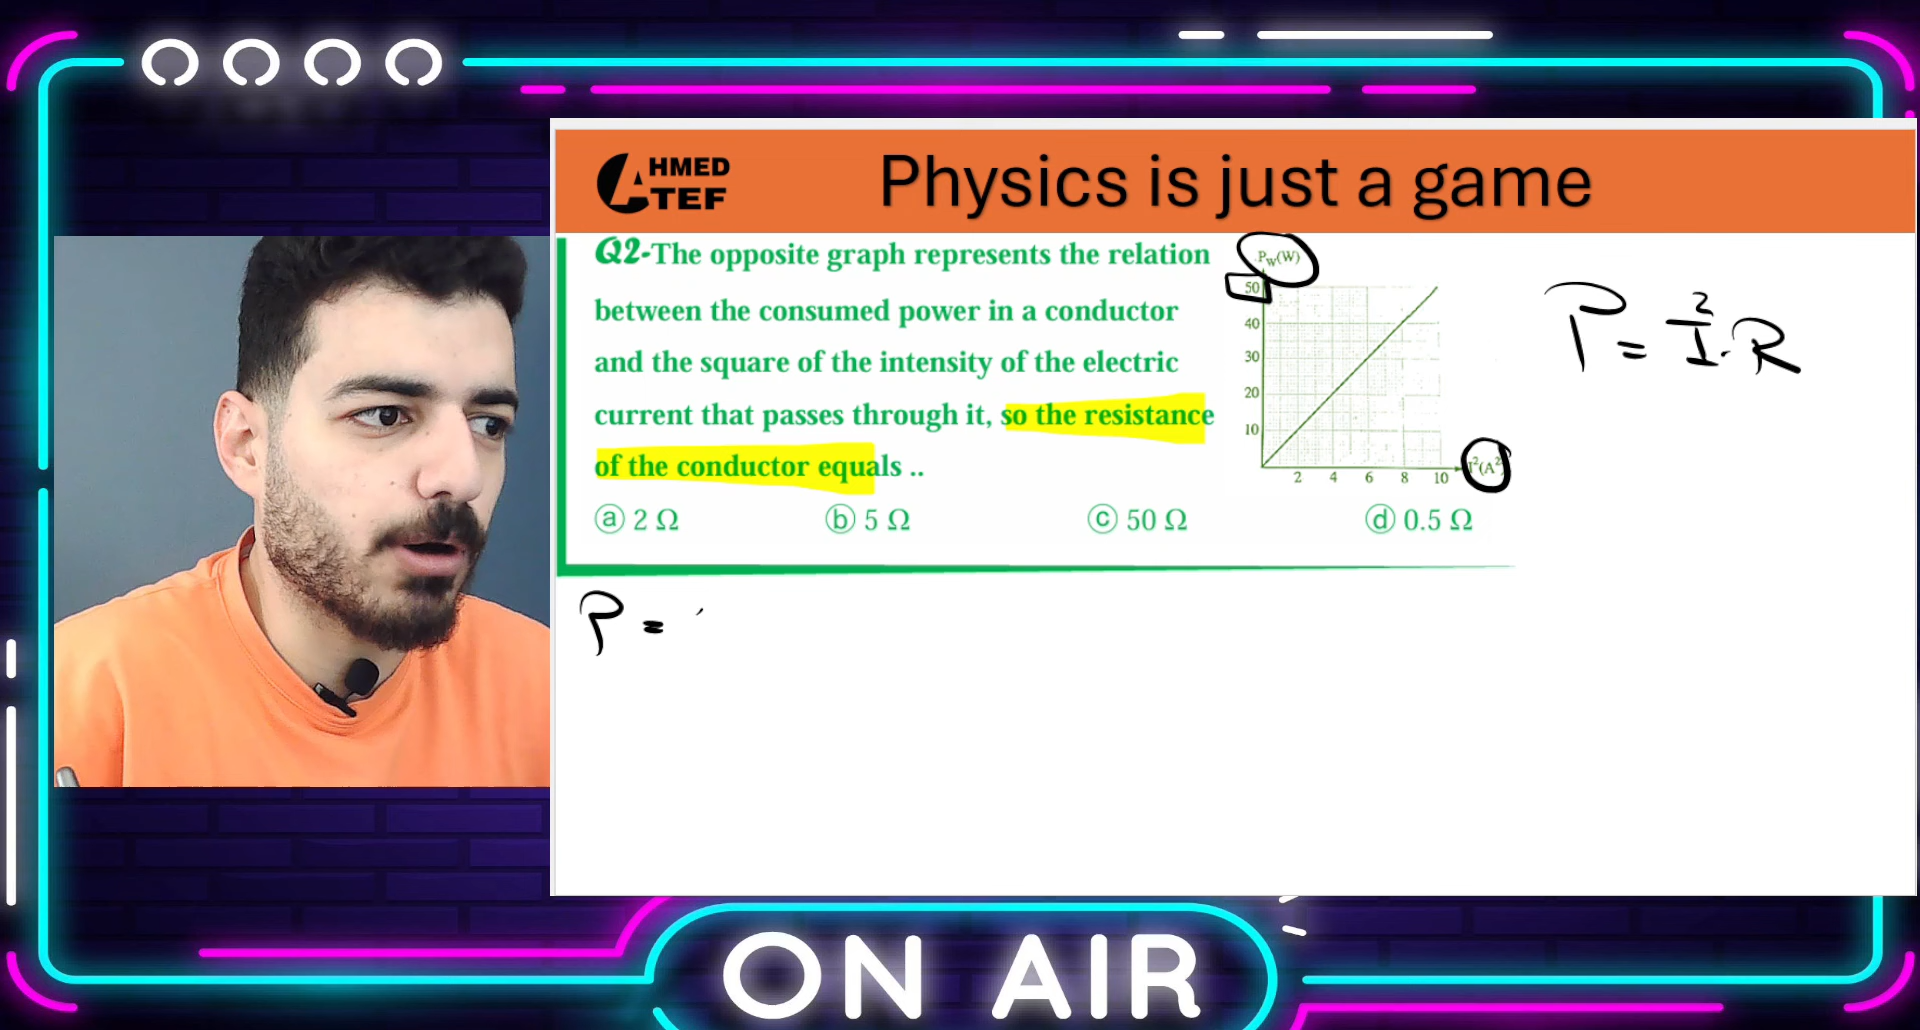 AHMED
ATEF
Physics is just a game
Q2-The opposite graph represents the relation
between the consumed power in a conductor
and the square of the intensity of the electric
current that passes through it, so the resistance
of the conductor equals ..
ⓐ 2 Ω ⓑ 5 Ω ⓒ 50 Ω ⓓ 0.5 Ω
P_W(W)
50
40
30
20
10
2 4 6 8 10
I²(A²
P = I² . R
P =
ON AIR